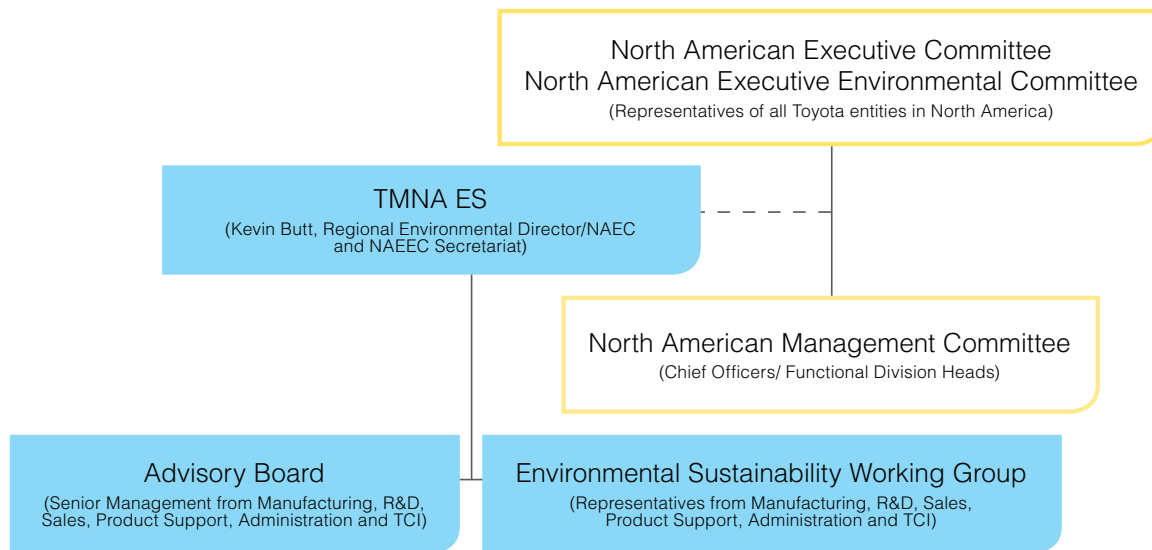 North American Executive Committee
North American Executive Environmental Committee
(Representatives of all Toyota entities in North America)
TMNA ES
(Kevin Butt, Regional Environmental Director/NAEC
and NAEEC Secretariat)
North American Management Committee
(Chief Officers/ Functional Division Heads)
Advisory Board
(Senior Management from Manufacturing, R&D,
Sales, Product Support, Administration and TCI)
Environmental Sustainability Working Group
(Representatives from Manufacturing, R&D, Sales,
Product Support, Administration and TCI)